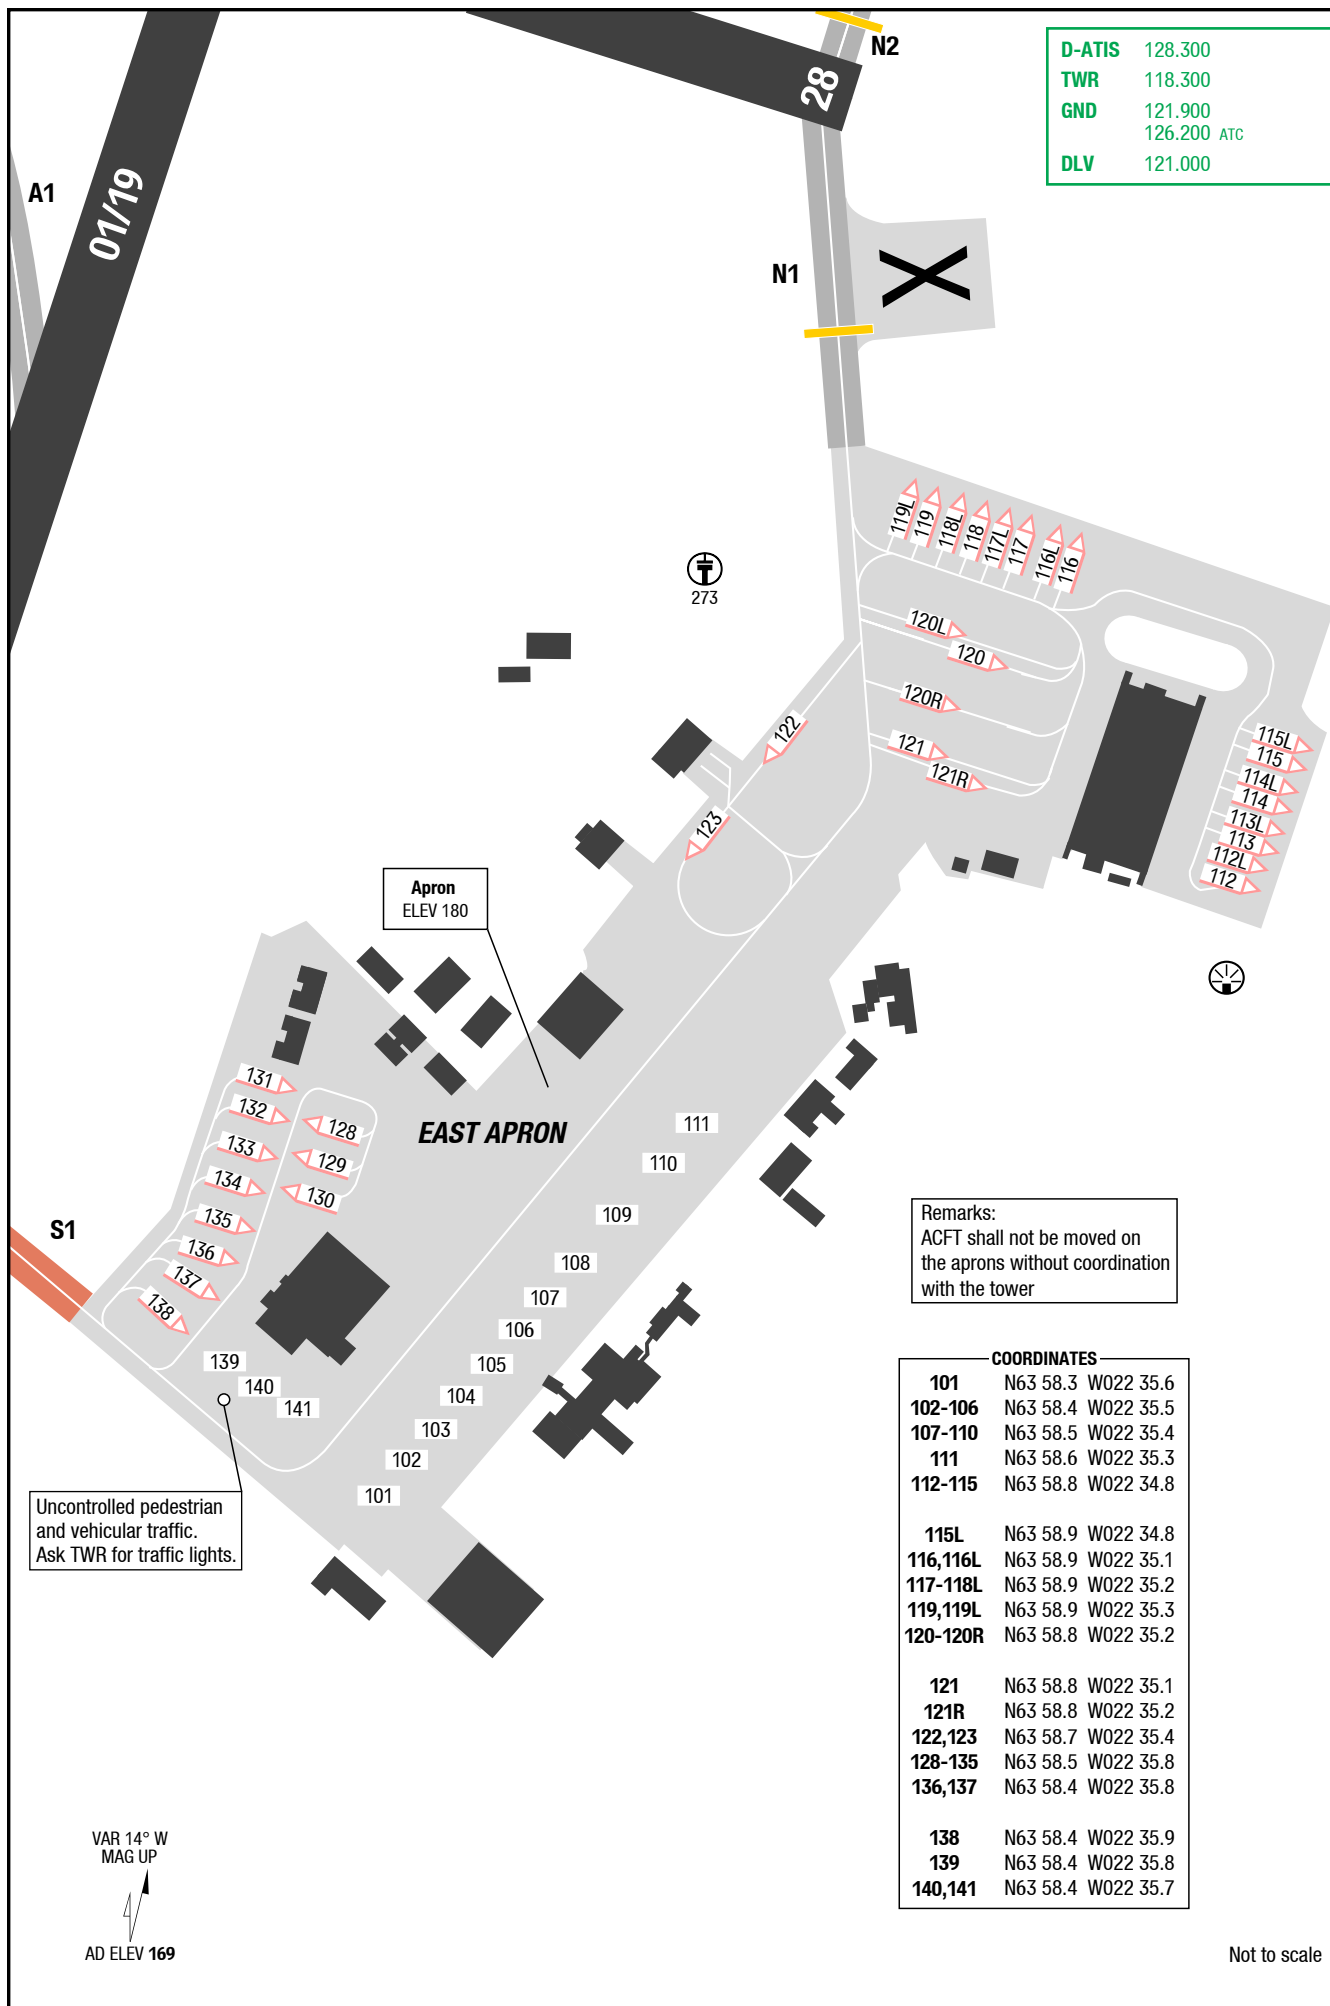 N2
28
D-ATIS 128.300
TWR 118.300
GND 121.900
126.200 ATC
DLV 121.000
A1
01/19
N1
119L
119
118L
118
117L
117
116L
116
273
120L
120
120R
121
121R
122
123
115L
115
114L
114
113L
113
112L
112
Apron
ELEV 180
131
132
133
134
135
136
137
138
128
129
130
EAST APRON
111
110
109
108
107
106
105
104
103
102
101
S1
139
140
141
Uncontrolled pedestrian
and vehicular traffic.
Ask TWR for traffic lights.
Remarks:
ACFT shall not be moved on
the aprons without coordination
with the tower
COORDINATES
101 N63 58.3 W022 35.6
102-106 N63 58.4 W022 35.5
107-110 N63 58.5 W022 35.4
111 N63 58.6 W022 35.3
112-115 N63 58.8 W022 34.8
115L N63 58.9 W022 34.8
116,116L N63 58.9 W022 35.1
117-118L N63 58.9 W022 35.2
119,119L N63 58.9 W022 35.3
120-120R N63 58.8 W022 35.2
121 N63 58.8 W022 35.1
121R N63 58.8 W022 35.2
122,123 N63 58.7 W022 35.4
128-135 N63 58.5 W022 35.8
136,137 N63 58.4 W022 35.8
138 N63 58.4 W022 35.9
139 N63 58.4 W022 35.8
140,141 N63 58.4 W022 35.7
VAR 14° W
MAG UP
AD ELEV 169
Not to scale